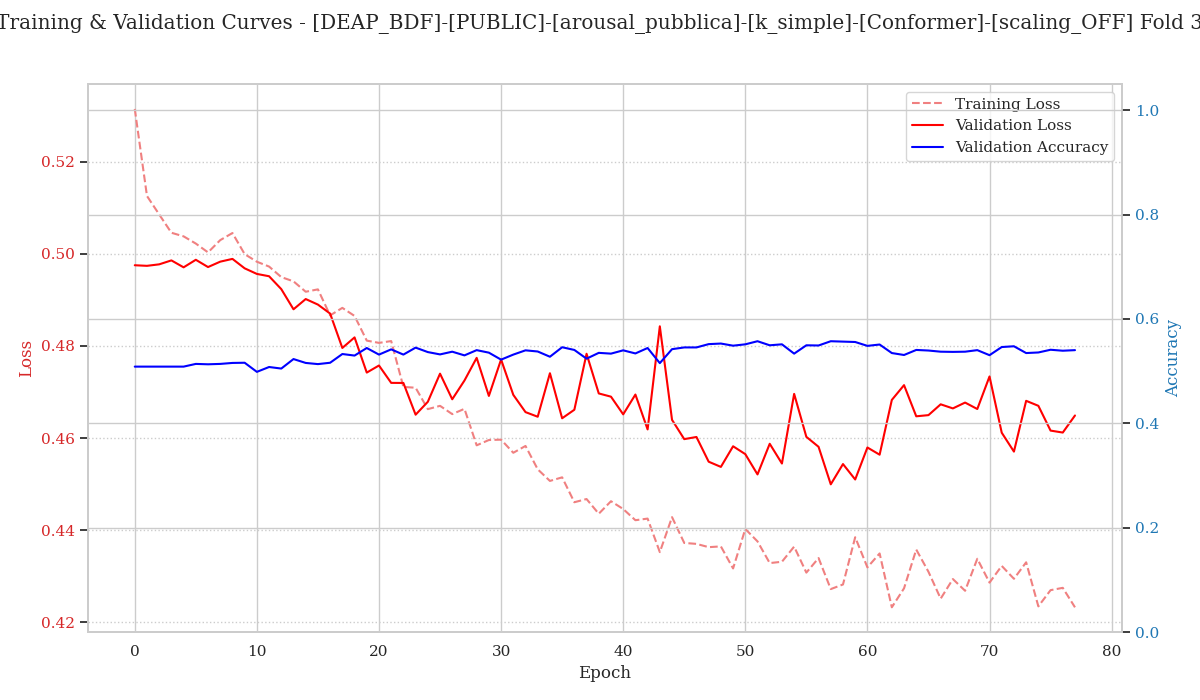 Training & Validation Curves - [DEAP_BDF]-[PUBLIC]-[arousal_pubblica]-[k_simple]-[Conformer]-[scaling_OFF] Fold 3
Training Loss
Validation Loss
Validation Accuracy
0.52
0.50
0.48
0.46
0.44
0.42
Loss
1.0
0.8
0.6
0.4
0.2
0.0
Accuracy
0 10 20 30 40 50 60 70 80
Epoch